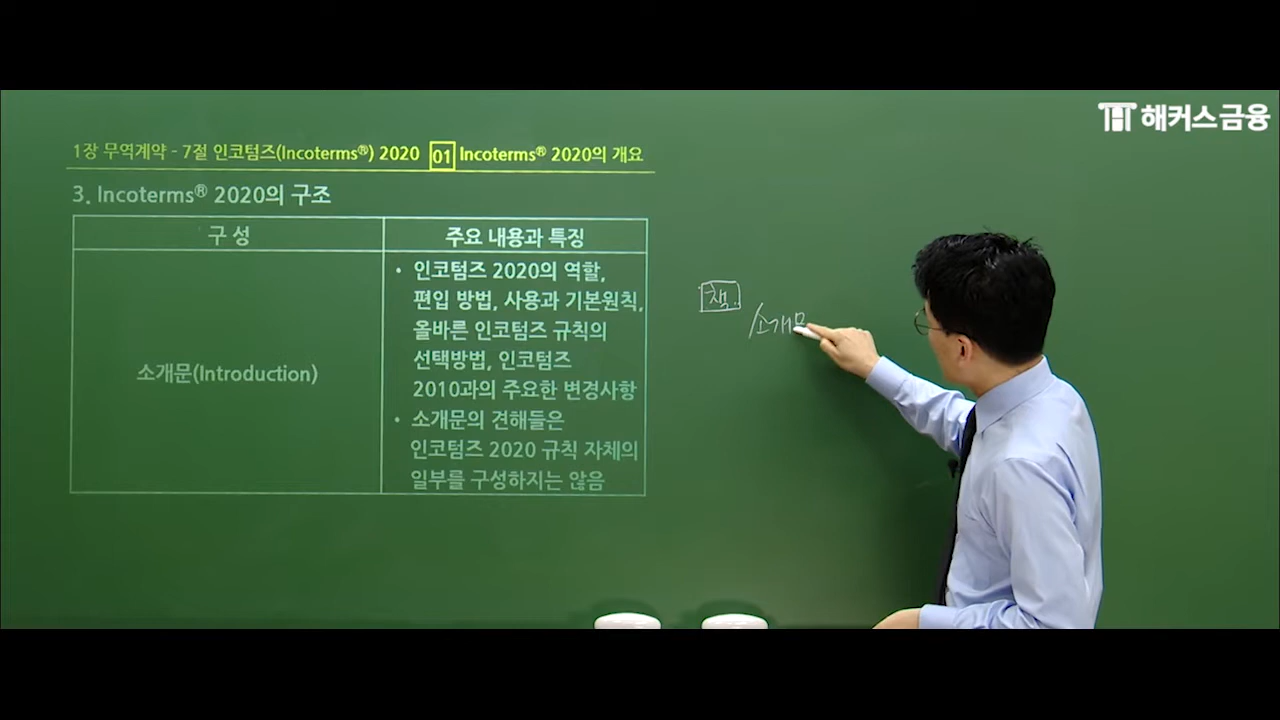 해커스금융
1장 무역계약 - 7절 인코텀즈(Incoterms®) 2020 01 Incoterms® 2020의 개요
3. Incoterms® 2020의 구조
구 성
주요 내용과 특징
소개문(Introduction)
• 인코텀즈 2020의 역할,
편입 방법, 사용과 기본원칙,
올바른 인코텀즈 규칙의
선택방법, 인코텀즈
2010과의 주요한 변경사항
• 소개문의 견해들은
인코텀즈 2020 규칙 자체의
일부를 구성하지는 않음
책
소개문